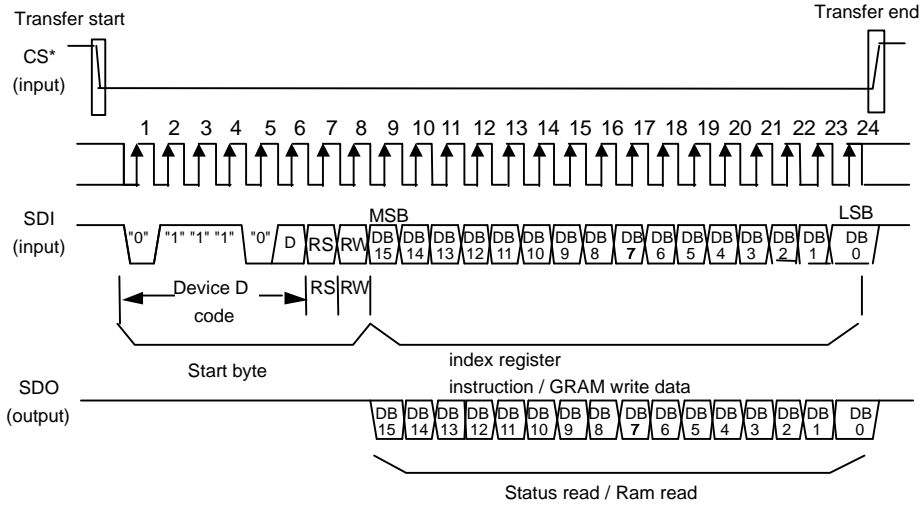 Transfer start
Transfer end
CS*
(input)
1 2 3 4 5 6 7 8 9 10 11 12 13 14 15 16 17 18 19 20 21 22 23 24
SDI
(input)
MSB
LSB
"0" "1" "1" "1" "0" D RS RW DB 15 DB 14 DB 13 DB 12 DB 11 DB 10 DB 9 DB 8 DB 7 DB 6 DB 5 DB 4 DB 3 DB 2 DB 1 DB 0
Device D
code
RS RW
Start byte
index register
instruction / GRAM write data
SDO
(output)
DB 15 DB 14 DB 13 DB 12 DB 11 DB 10 DB 9 DB 8 DB 7 DB 6 DB 5 DB 4 DB 3 DB 2 DB 1 DB 0
Status read / Ram read